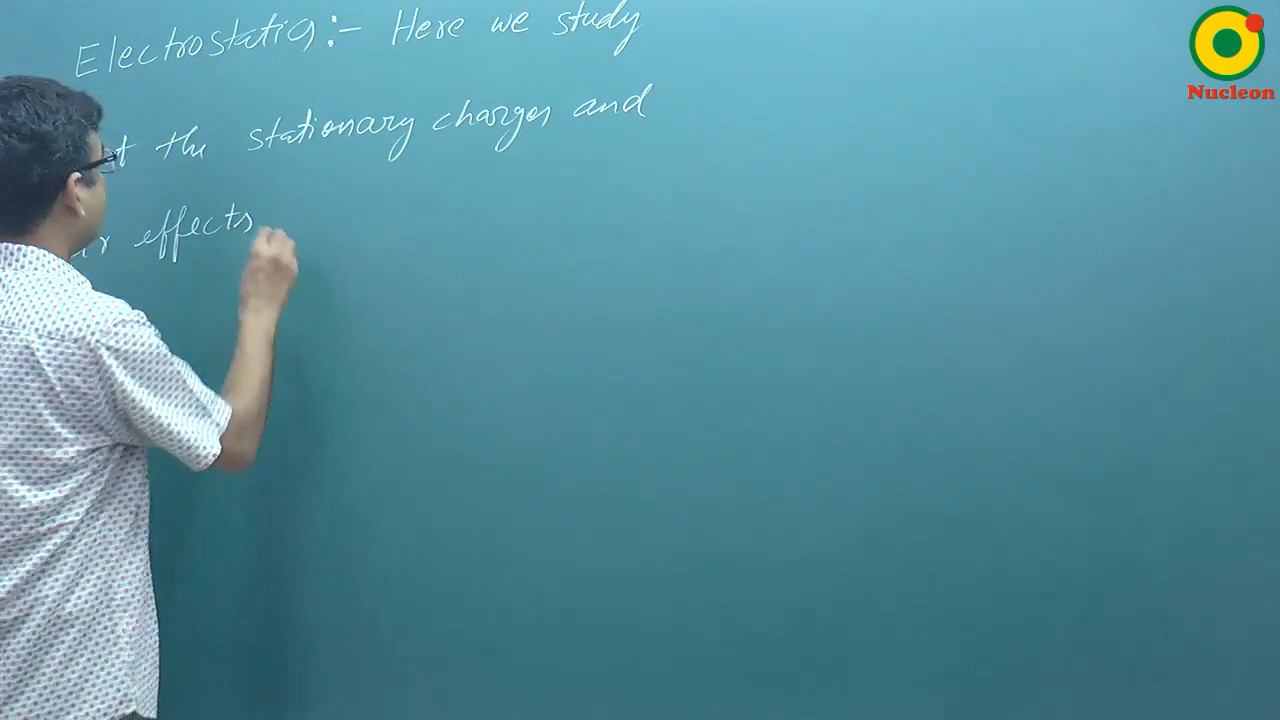 Electrostatics :- Here we study
the stationary charges and
effects
Nucleon